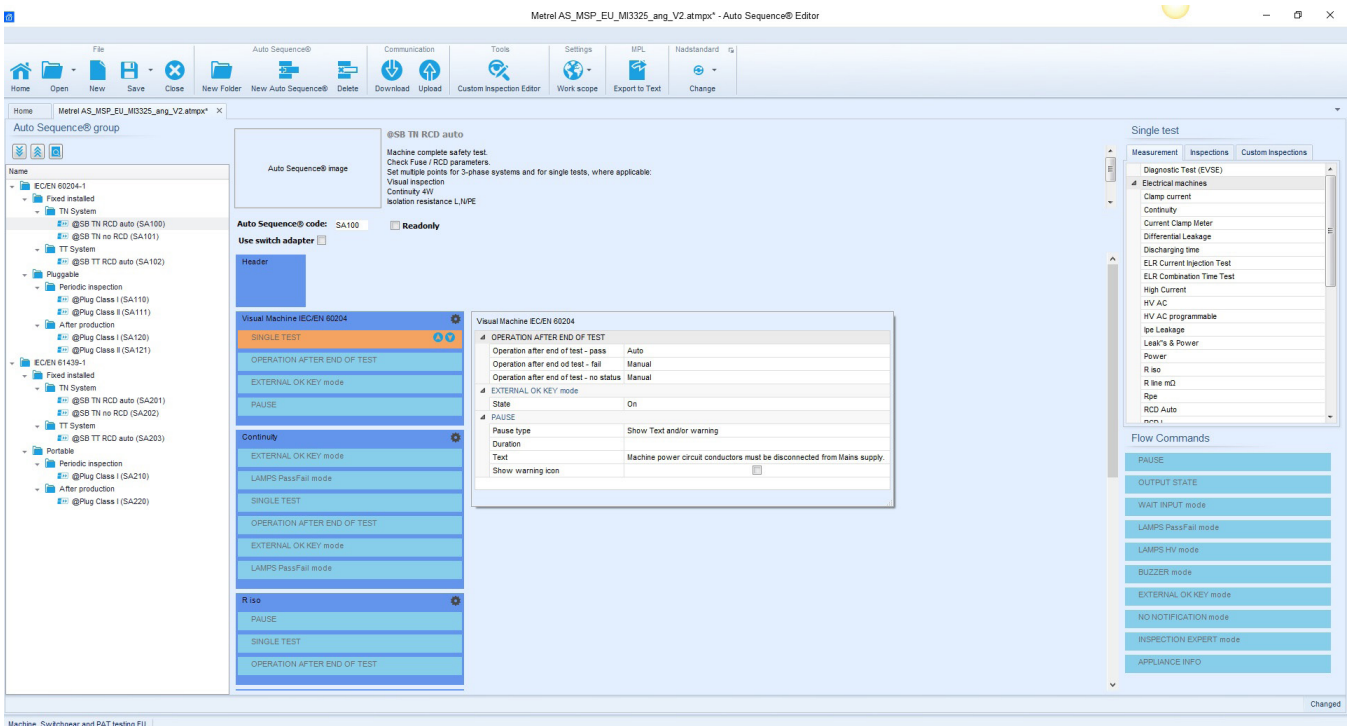 Metrel AS_MSP_EU_MI3325_ang_V2.atmpx* - Auto Sequence® Editor
File
Auto Sequence®
Communication
Tools
Settings
MPL
Nadstandard
Home
Open
New
Save
Close
New Folder
New Auto Sequence®
Delete
Download
Upload
Custom Inspection Editor
Work scope
Export to Text
Change
Home
Metrel AS_MSP_EU_MI3325_ang_V2.atmpx*
Auto Sequence® group
Name
IEC/EN 60204-1
Fixed installed
TN System
@SB TN RCD auto (SA100)
@SB TN no RCD (SA101)
TT System
@SB TT RCD auto (SA102)
Pluggable
Periodic inspection
@Plug Class I (SA110)
@Plug Class II (SA111)
After production
@Plug Class I (SA120)
@Plug Class II (SA121)
IEC/EN 61439-1
Fixed installed
TN System
@SB TN RCD auto (SA201)
@SB TN no RCD (SA202)
TT System
@SB TT RCD auto (SA203)
Portable
Periodic inspection
@Plug Class I (SA210)
After production
@Plug Class I (SA220)
Auto Sequence® image
@SB TN RCD auto
Machine complete safety test.
Check Fuse / RCD parameters.
Set multiple points for 3-phase systems and for single tests, where applicable:
Visual inspection
Continuity 4W
Isolation resistance L,N/PE
Auto Sequence® code: SA100
Readonly
Use switch adapter
Header
Visual Machine IEC/EN 60204
SINGLE TEST
OPERATION AFTER END OF TEST
EXTERNAL OK KEY mode
PAUSE
Continuity
EXTERNAL OK KEY mode
LAMPS PassFail mode
SINGLE TEST
OPERATION AFTER END OF TEST
EXTERNAL OK KEY mode
LAMPS PassFail mode
R iso
PAUSE
SINGLE TEST
OPERATION AFTER END OF TEST
Visual Machine IEC/EN 60204
OPERATION AFTER END OF TEST
Operation after end of test - pass Auto
Operation after end od test - fail Manual
Operation after end of test - no status Manual
EXTERNAL OK KEY mode
State On
PAUSE
Pause type Show Text and/or warning
Duration
Text Machine power circuit conductors must be disconnected from Mains supply.
Show warning icon
Single test
Measurement
Inspections
Custom Inspections
Diagnostic Test (EVSE)
Electrical machines
Clamp current
Continuity
Current Clamp Meter
Differential Leakage
Discharging time
ELR Current Injection Test
ELR Combination Time Test
High Current
HV AC
HV AC programmable
Ipe Leakage
Leak"s & Power
Power
R iso
R line mΩ
Rpe
RCD Auto
Flow Commands
PAUSE
OUTPUT STATE
WAIT INPUT mode
LAMPS PassFail mode
LAMPS HV mode
BUZZER mode
EXTERNAL OK KEY mode
NO NOTIFICATION mode
INSPECTION EXPERT mode
APPLIANCE INFO
Changed
Machine, Switchgear and PAT testing EU